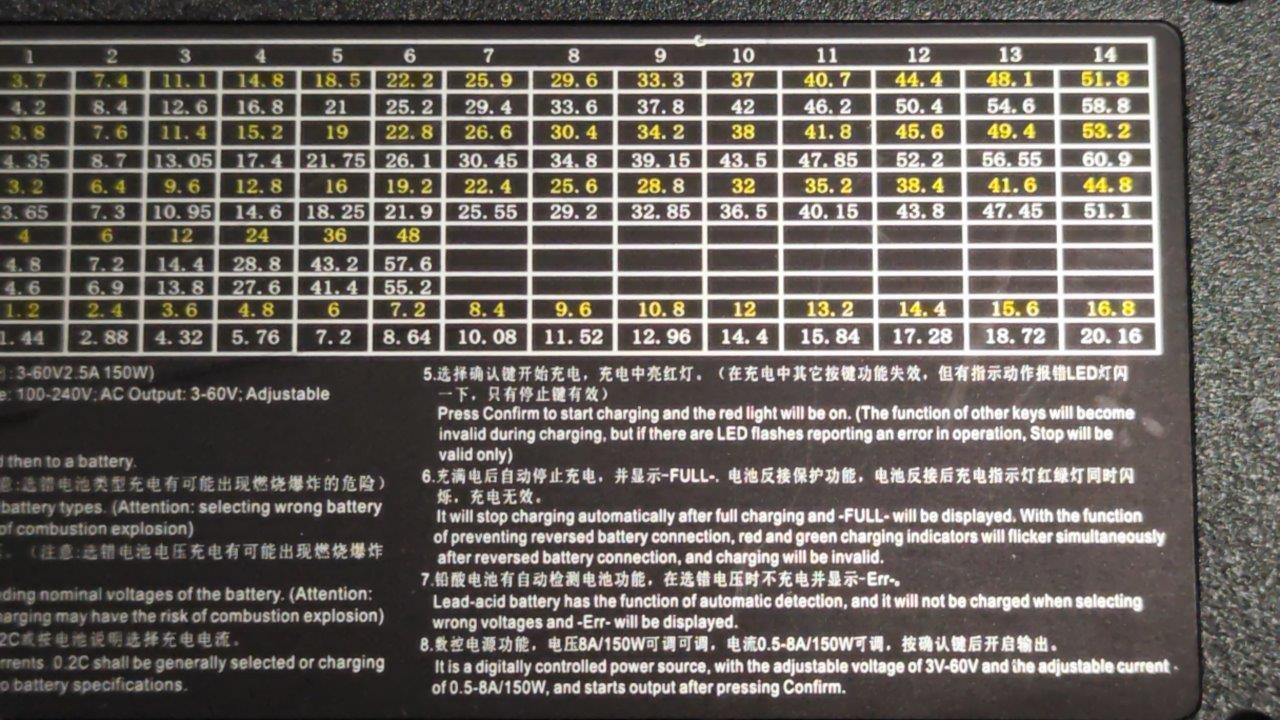 1 2 3 4 5 6 7 8 9 10 11 12 13 14
3.7 7.4 11.1 14.8 18.5 22.2 25.9 29.6 33.3 37 40.7 44.4 48.1 51.8
4.2 8.4 12.6 16.8 21 25.2 29.4 33.6 37.8 42 46.2 50.4 54.6 58.8
3.8 7.6 11.4 15.2 19 22.8 26.6 30.4 34.2 38 41.8 45.6 49.4 53.2
4.35 8.7 13.05 17.4 21.75 26.1 30.45 34.8 39.15 43.5 47.85 52.2 56.55 60.9
3.2 6.4 9.6 12.8 16 19.2 22.4 25.6 28.8 32 35.2 38.4 41.6 44.8
3.65 7.3 10.95 14.6 18.25 21.9 25.55 29.2 32.85 36.5 40.15 43.8 47.45 51.1
4 6 12 24 36 48
4.8 7.2 14.4 28.8 43.2 57.6
4.6 6.9 13.8 27.6 41.4 55.2
1.2 2.4 3.6 4.8 6 7.2 8.4 9.6 10.8 12 13.2 14.4 15.6 16.8
1.44 2.88 4.32 5.76 7.2 8.64 10.08 11.52 12.96 14.4 15.84 17.28 18.72 20.16
: 3-60V2.5A 150W)
: 100-240V; AC Output: 3-60V; Adjustable
then to a battery.
意:选错电池类型充电有可能出现燃烧爆炸的危险）
battery types. (Attention: selecting wrong battery
of combustion explosion)
（注意:选错电池电压充电有可能出现燃烧爆炸
ding nominal voltages of the battery. (Attention:
arging may have the risk of combustion explosion)
2C或按电池说明选择充电电流。
rrents. 0.2C shall be generally selected or charging
o battery specifications.
5.选择确认键开始充电，充电中亮红灯。（在充电中其它按键功能失效，但有指示动作报错LED灯闪
一下，只有停止键有效）
Press Confirm to start charging and the red light will be on. (The function of other keys will become
invalid during charging, but if there are LED flashes reporting an error in operation, Stop will be
valid only)
6.充满电后自动停止充电，并显示-FULL-. 电池反接保护功能，电池反接后充电指示灯红绿灯同时闪
烁，充电无效。
It will stop charging automatically after full charging and -FULL- will be displayed. With the function
of preventing reversed battery connection, red and green charging indicators will flicker simultaneously
after reversed battery connection, and charging will be invalid.
7.铅酸电池有自动检测电池功能，在选错电压时不充电并显示-Err-。
Lead-acid battery has the function of automatic detection, and it will not be charged when selecting
wrong voltages and -Err- will be displayed.
8.数控电源功能，电压8A/150W可调可调，电流0.5-8A/150W可调，按确认键后开启输出。
It is a digitally controlled power source, with the adjustable voltage of 3V-60V and the adjustable current
of 0.5-8A/150W, and starts output after pressing Confirm.